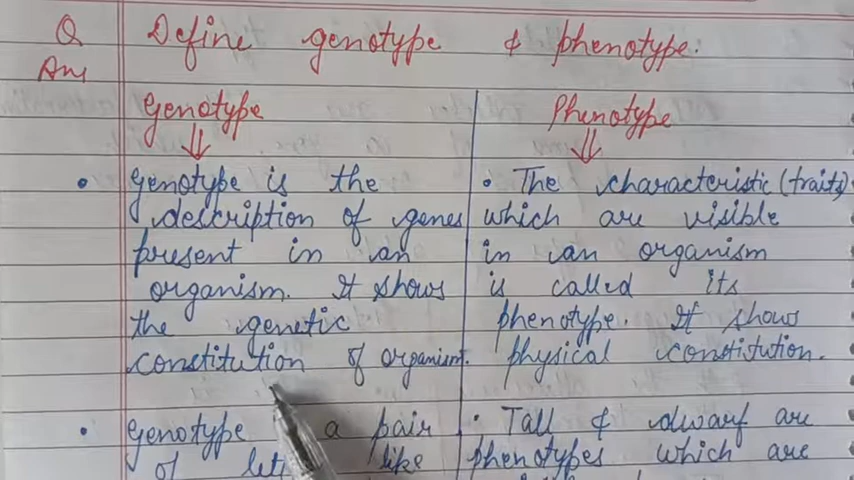 Q Define genotype & phenotype.
Ans
Genotype
⇓
• Genotype is the
description of genes
present in an
organism. It shows
the genetic
constitution of organism.
• Genotype a pair
of like
Phenotype
⇓
• The characteristic (traits)
which are visible
in an organism
is called its
phenotype. It shows
physical constitution.
• Tall & dwarf are
phenotypes which are